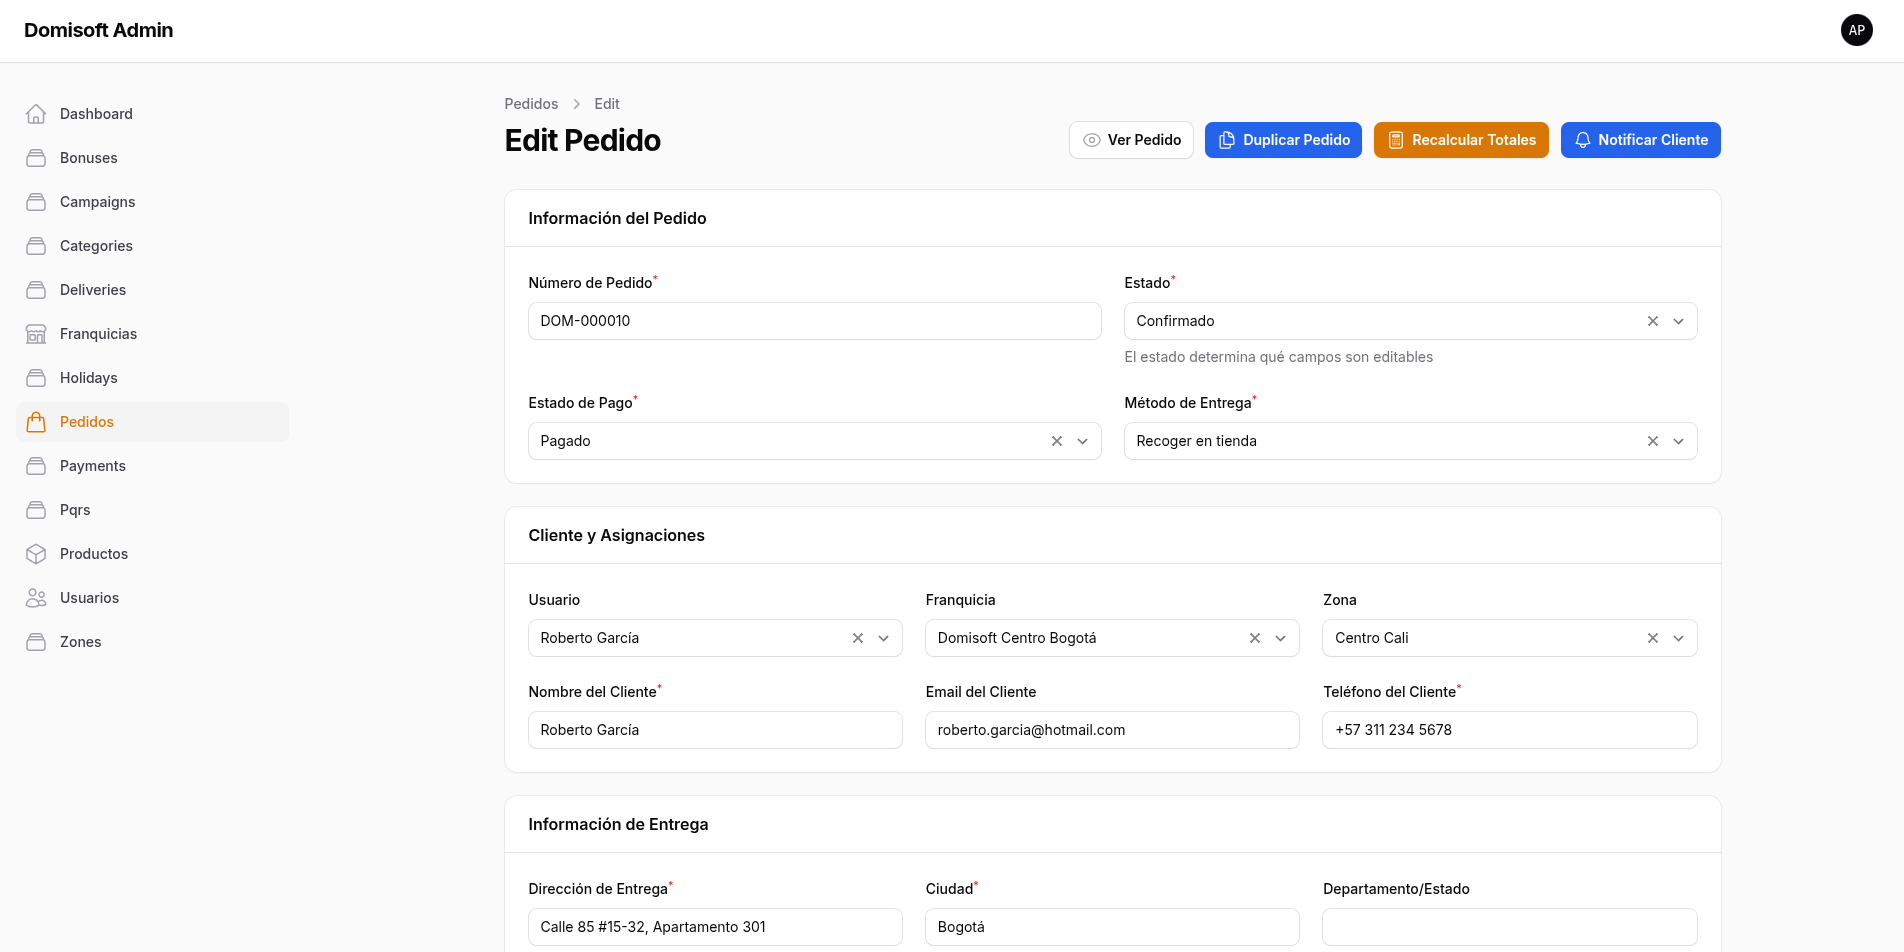 Domisoft Admin
AP
Dashboard
Bonuses
Campaigns
Categories
Deliveries
Franquicias
Holidays
Pedidos
Payments
Pqrs
Productos
Usuarios
Zones
Pedidos > Edit
Edit Pedido
Ver Pedido
Duplicar Pedido
Recalcular Totales
Notificar Cliente
Información del Pedido
Número de Pedido*
DOM-000010
Estado*
Confirmado
El estado determina qué campos son editables
Estado de Pago*
Pagado
Método de Entrega*
Recoger en tienda
Cliente y Asignaciones
Usuario
Roberto García
Franquicia
Domisoft Centro Bogotá
Zona
Centro Cali
Nombre del Cliente*
Roberto García
Email del Cliente
roberto.garcia@hotmail.com
Teléfono del Cliente*
+57 311 234 5678
Información de Entrega
Dirección de Entrega*
Calle 85 #15-32, Apartamento 301
Ciudad*
Bogotá
Departamento/Estado